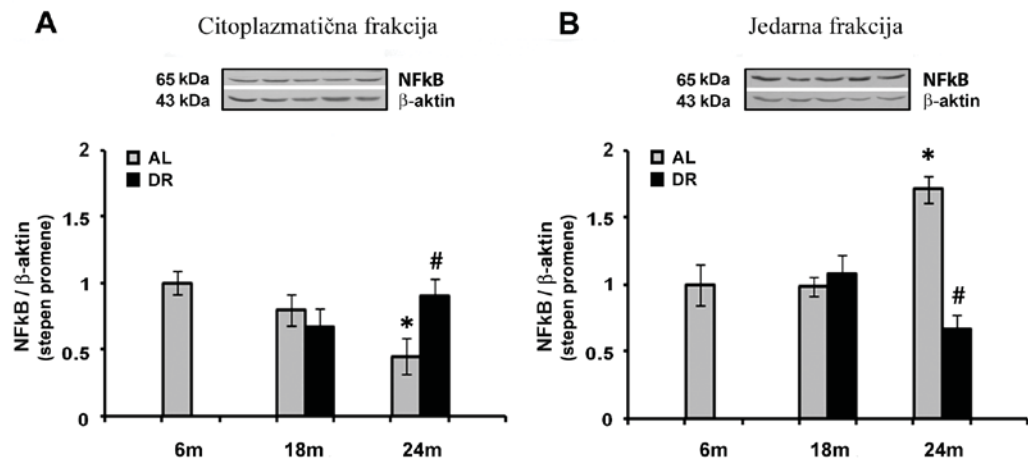 A
Citoplazmatična frakcija
65 kDa
NFkB
43 kDa
β-aktin
NFkB / β-aktin
(stepen promene)
2
1.5
1
0.5
0
AL
DR
*
#
6m
18m
24m
B
Jedarna frakcija
65 kDa
NFkB
43 kDa
β-aktin
NFkB / β-aktin
(stepen promene)
2
1.5
1
0.5
0
AL
DR
*
#
6m
18m
24m